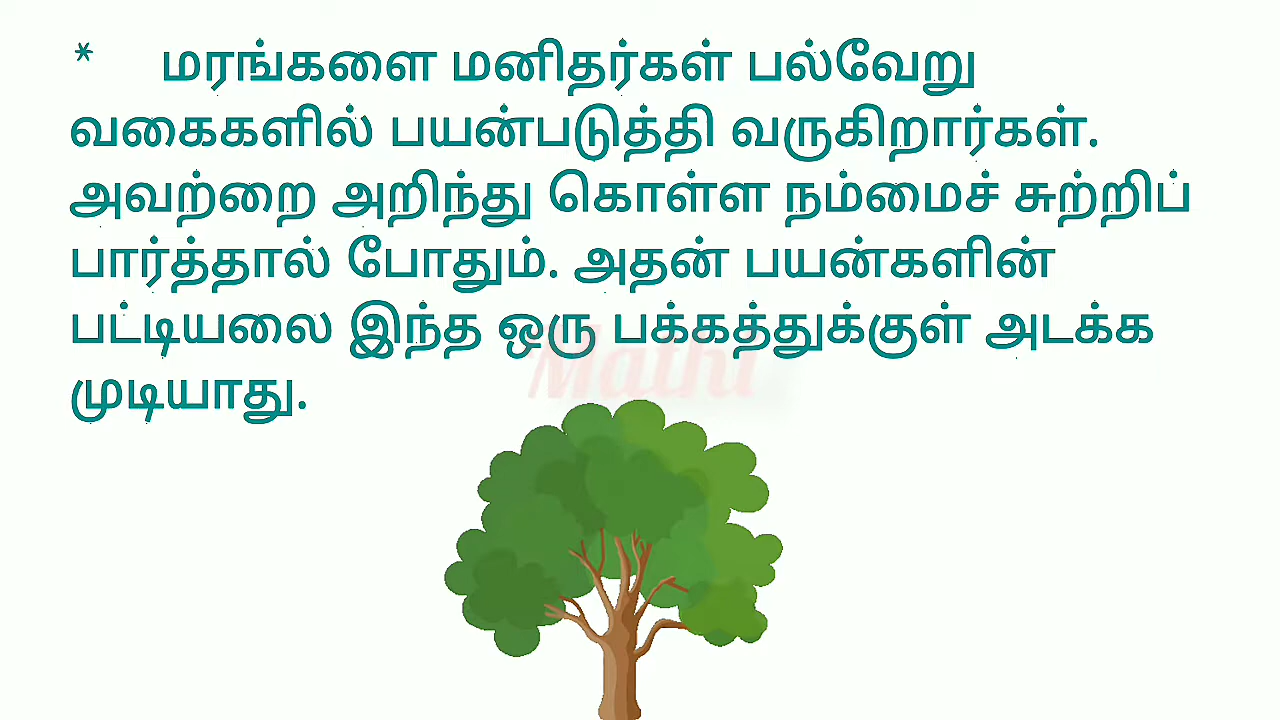 * மரங்களை மனிதர்கள் பல்வேறு
வகைகளில் பயன்படுத்தி வருகிறார்கள்.
அவற்றை அறிந்து கொள்ள நம்மைச் சுற்றிப்
பார்த்தால் போதும். அதன் பயன்களின்
பட்டியலை இந்த ஒரு பக்கத்துக்குள் அடக்க
முடியாது.
Mathi